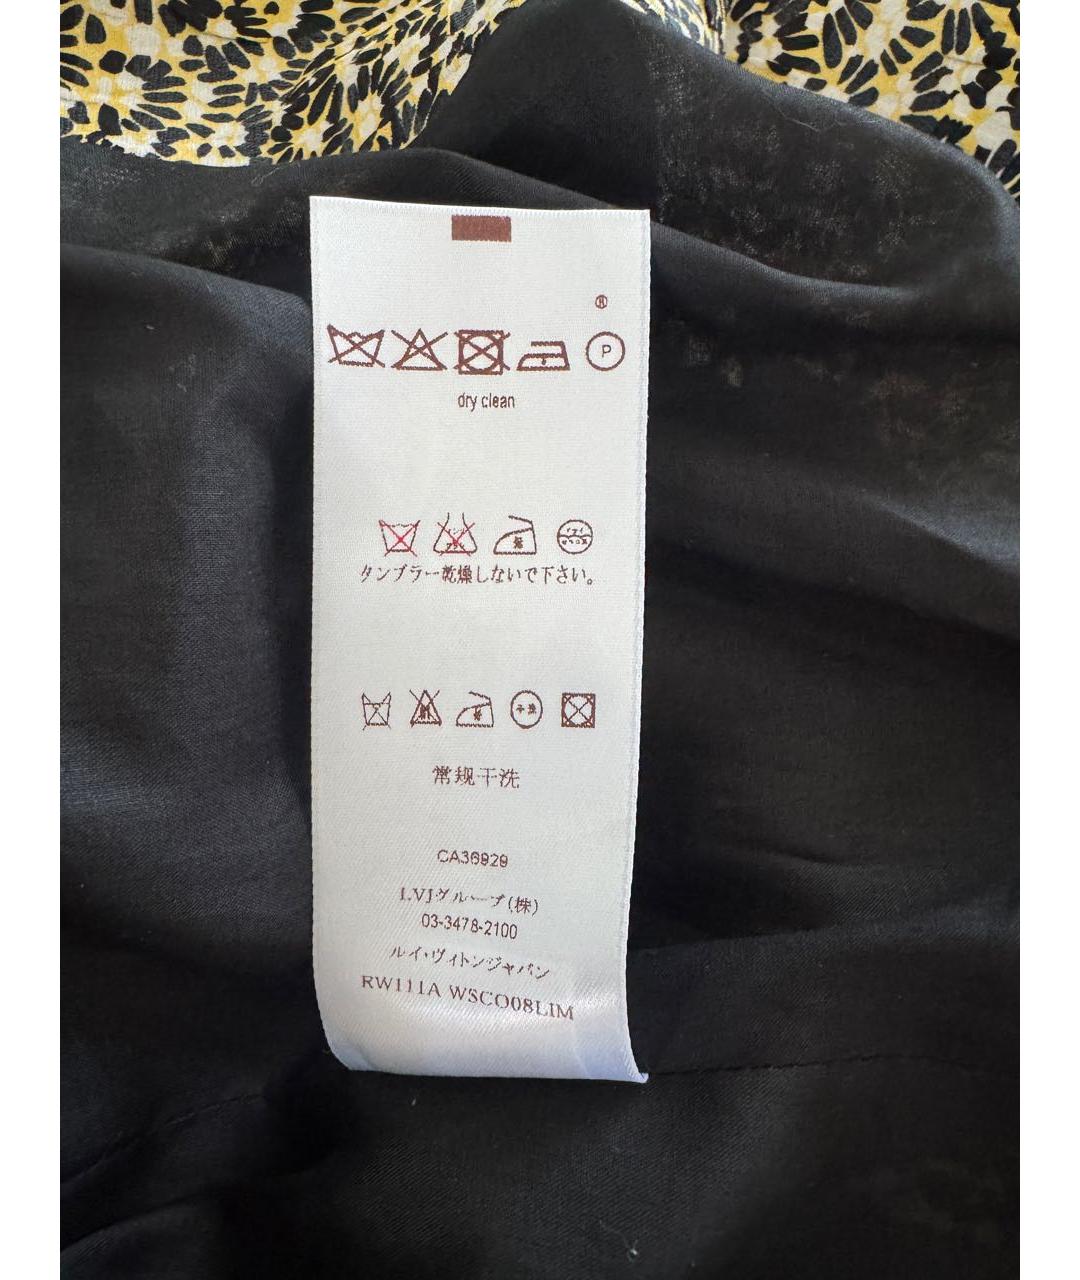 ®
P
dry clean
タンブラー乾燥しないで下さい。
常规干洗
CA36929
LVJグループ(株)
03-3478-2100
ルイ・ヴィトンジャパン
RW111A WSCO08LIM